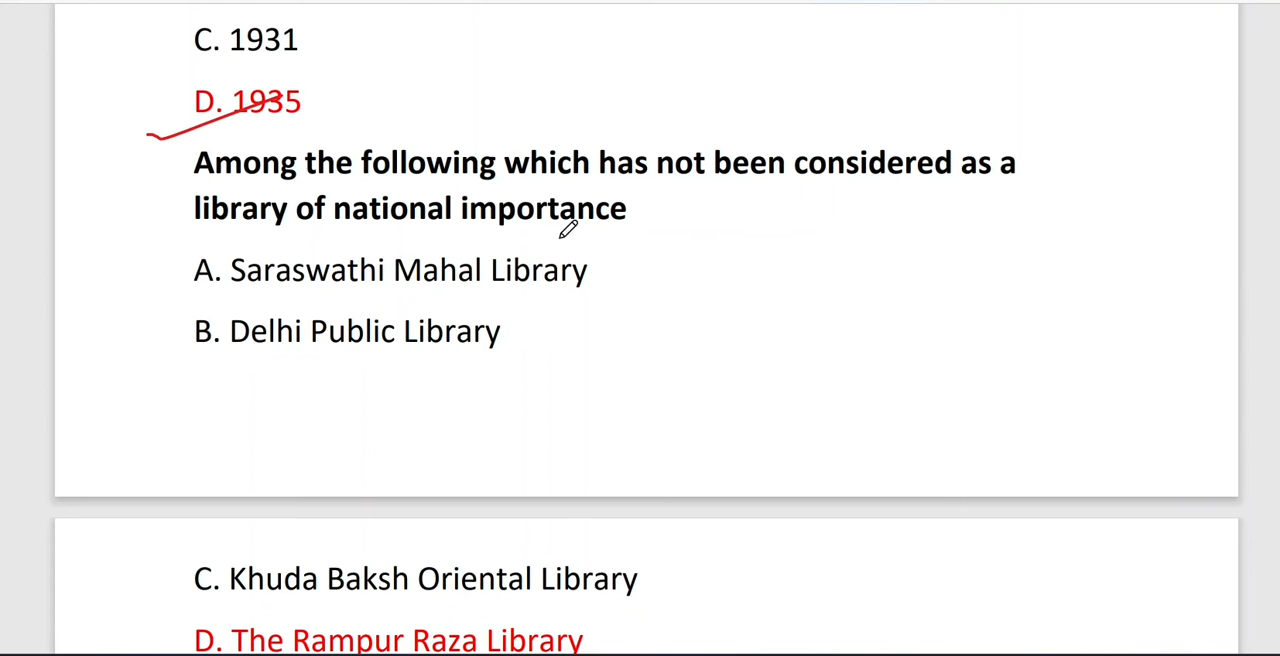 C. 1931
D. 1935
Among the following which has not been considered as a
library of national importance
A. Saraswathi Mahal Library
B. Delhi Public Library
C. Khuda Baksh Oriental Library
D. The Rampur Raza Library